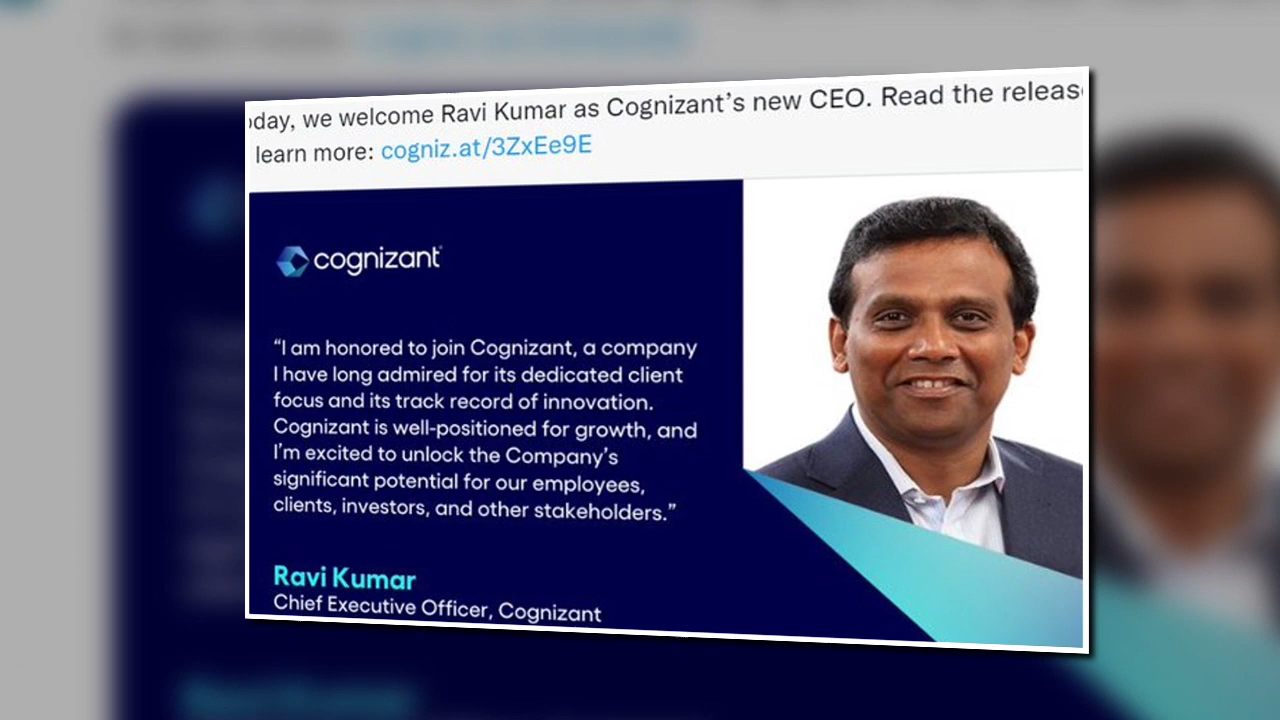 oday, we welcome Ravi Kumar as Cognizant’s new CEO. Read the release
learn more: cogniz.at/3ZxEe9E
cognizant
“I am honored to join Cognizant, a company
I have long admired for its dedicated client
focus and its track record of innovation.
Cognizant is well-positioned for growth, and
I’m excited to unlock the Company’s
significant potential for our employees,
clients, investors, and other stakeholders.”
Ravi Kumar
Chief Executive Officer, Cognizant